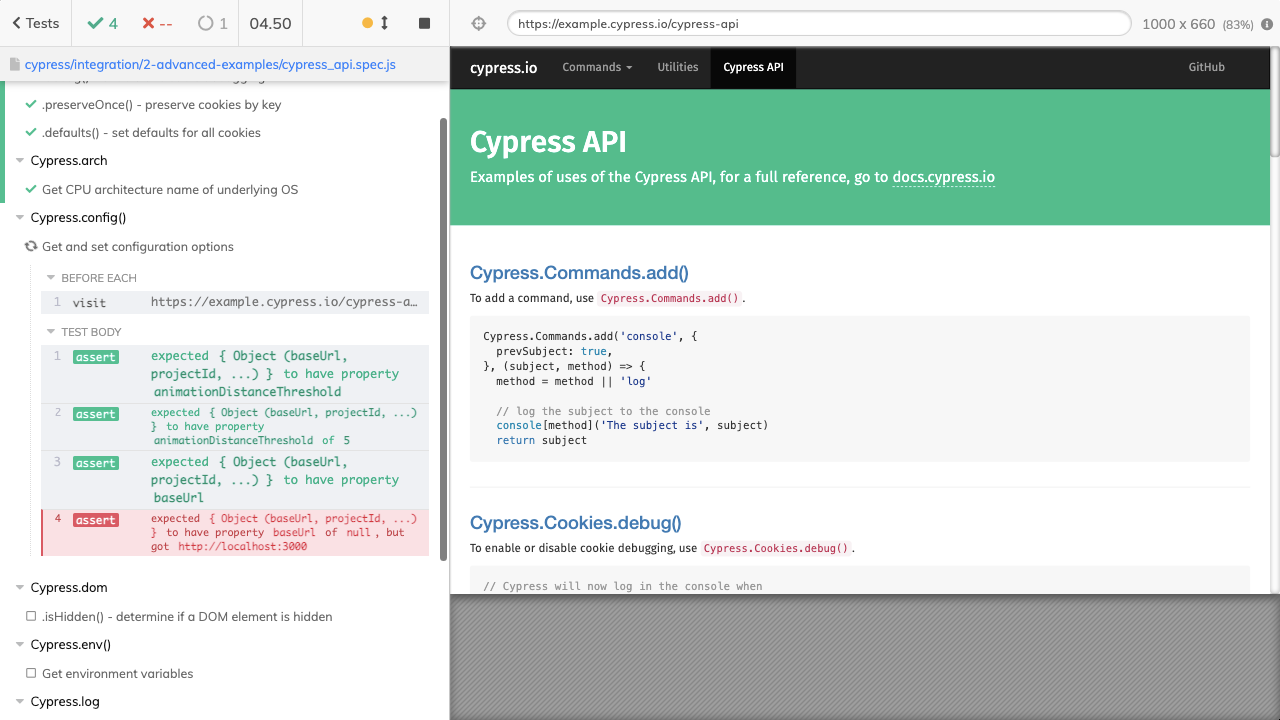 Tests
4
--
1
04.50
https://example.cypress.io/cypress-api
1000 x 660 (83%)
cypress/integration/2-advanced-examples/cypress_api.spec.js
.preserveOnce() - preserve cookies by key
.defaults() - set defaults for all cookies
Cypress.arch
Get CPU architecture name of underlying OS
Cypress.config()
Get and set configuration options
BEFORE EACH
1 visit https://example.cypress.io/cypress-a...
TEST BODY
1 assert expected { Object (baseUrl,
projectId, ...) } to have property
animationDistanceThreshold
2 assert expected { Object (baseUrl, projectId, ...)
} to have property
animationDistanceThreshold of 5
3 assert expected { Object (baseUrl,
projectId, ...) } to have property
baseUrl
4 assert expected { Object (baseUrl, projectId, ...)
} to have property baseUrl of null, but
got http://localhost:3000
Cypress.dom
.isHidden() - determine if a DOM element is hidden
Cypress.env()
Get environment variables
Cypress.log
cypress.io
Commands
Utilities
Cypress API
GitHub
Cypress API
Examples of uses of the Cypress API, for a full reference, go to docs.cypress.io
Cypress.Commands.add()
To add a command, use Cypress.Commands.add().
Cypress.Commands.add('console', {
prevSubject: true,
}, (subject, method) => {
method = method || 'log'
// log the subject to the console
console[method]('The subject is', subject)
return subject
Cypress.Cookies.debug()
To enable or disable cookie debugging, use Cypress.Cookies.debug().
// Cypress will now log in the console when